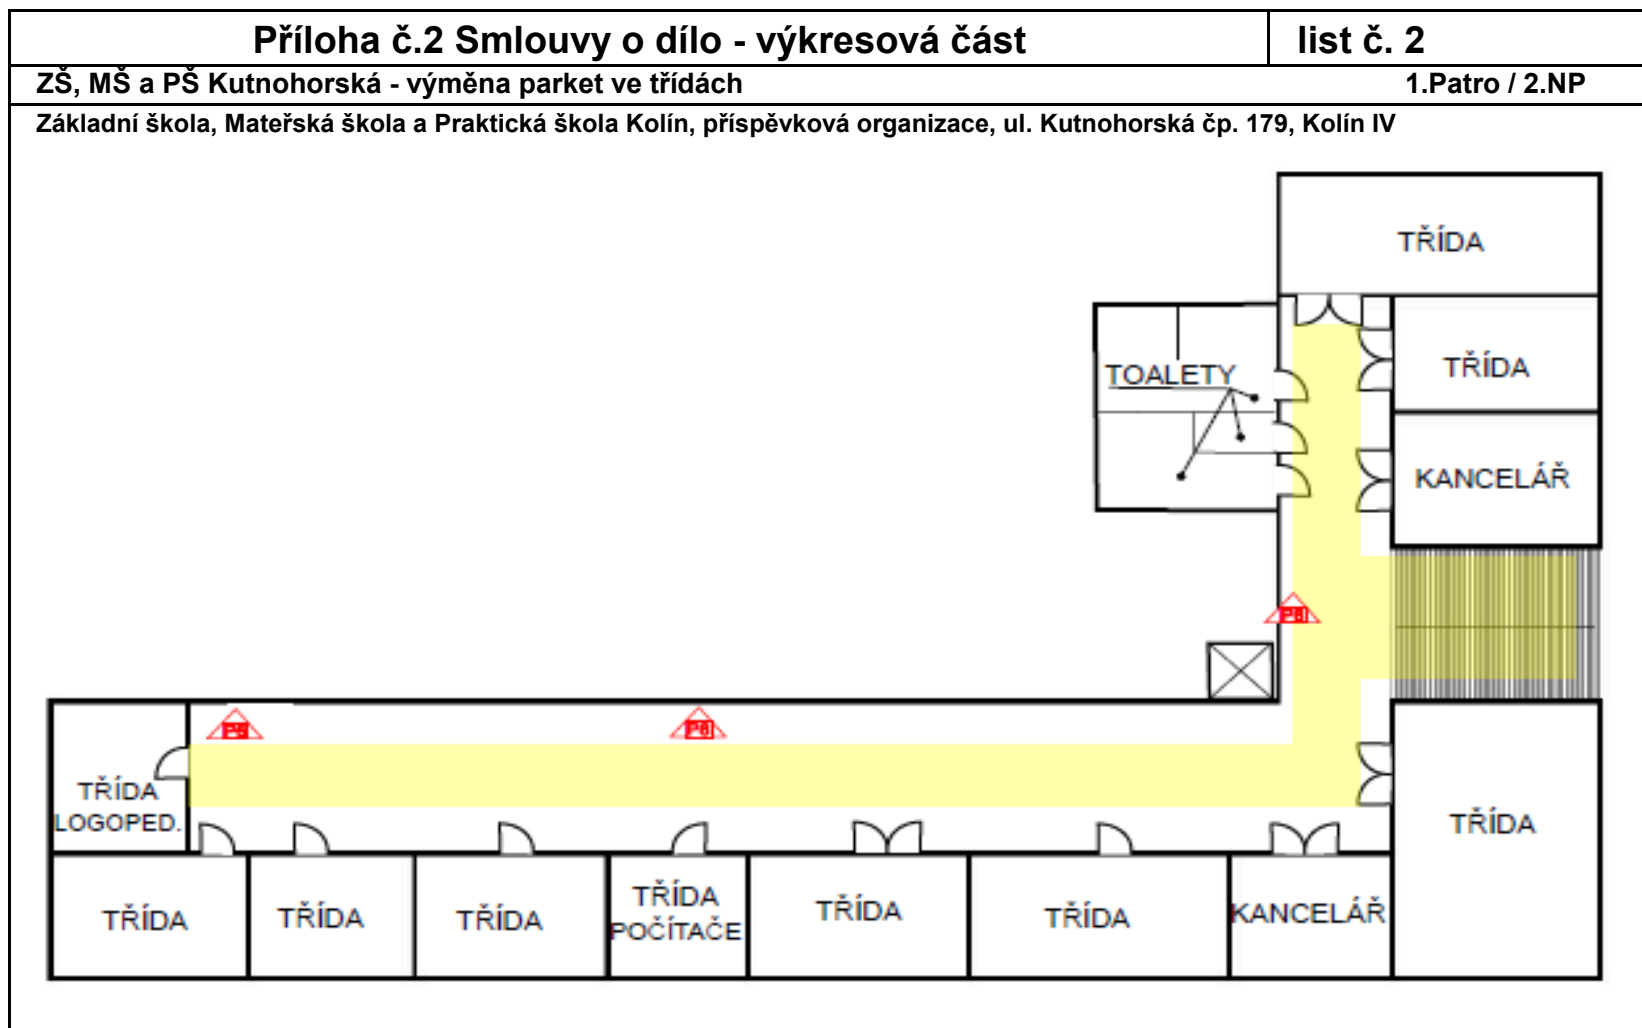 Příloha č.2 Smlouvy o dílo - výkresová část
list č. 2
ZŠ, MŠ a PŠ Kutnohorská - výměna parket ve třídách
1.Patro / 2.NP
Základní škola, Mateřská škola a Praktická škola Kolín, příspěvková organizace, ul. Kutnohorská čp. 179, Kolín IV
TŘÍDA
TOALETY
TŘÍDA
KANCELÁŘ
TŘÍDA
LOGOPED.
TŘÍDA
TŘÍDA
TŘÍDA
TŘÍDA
TŘÍDA
POČÍTAČE
TŘÍDA
TŘÍDA
KANCELÁŘ